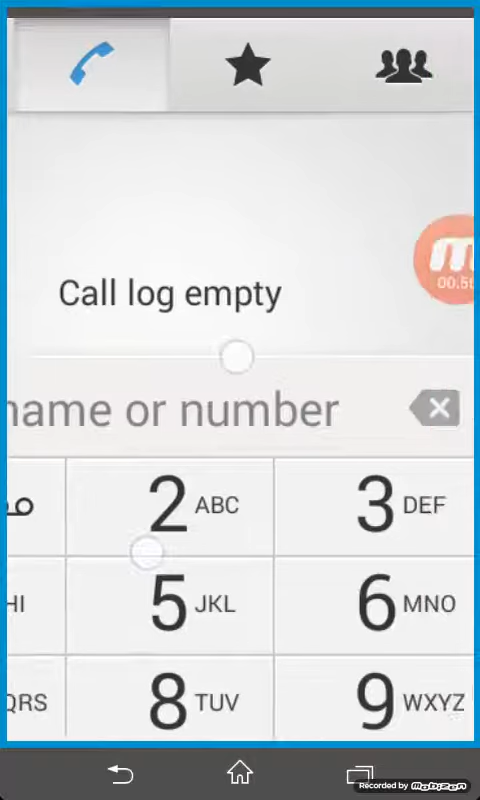 Call log empty
name or number
2 ABC
3 DEF
HI
5 JKL
6 MNO
QRS
8 TUV
9 WXYZ
Recorded by mobizen